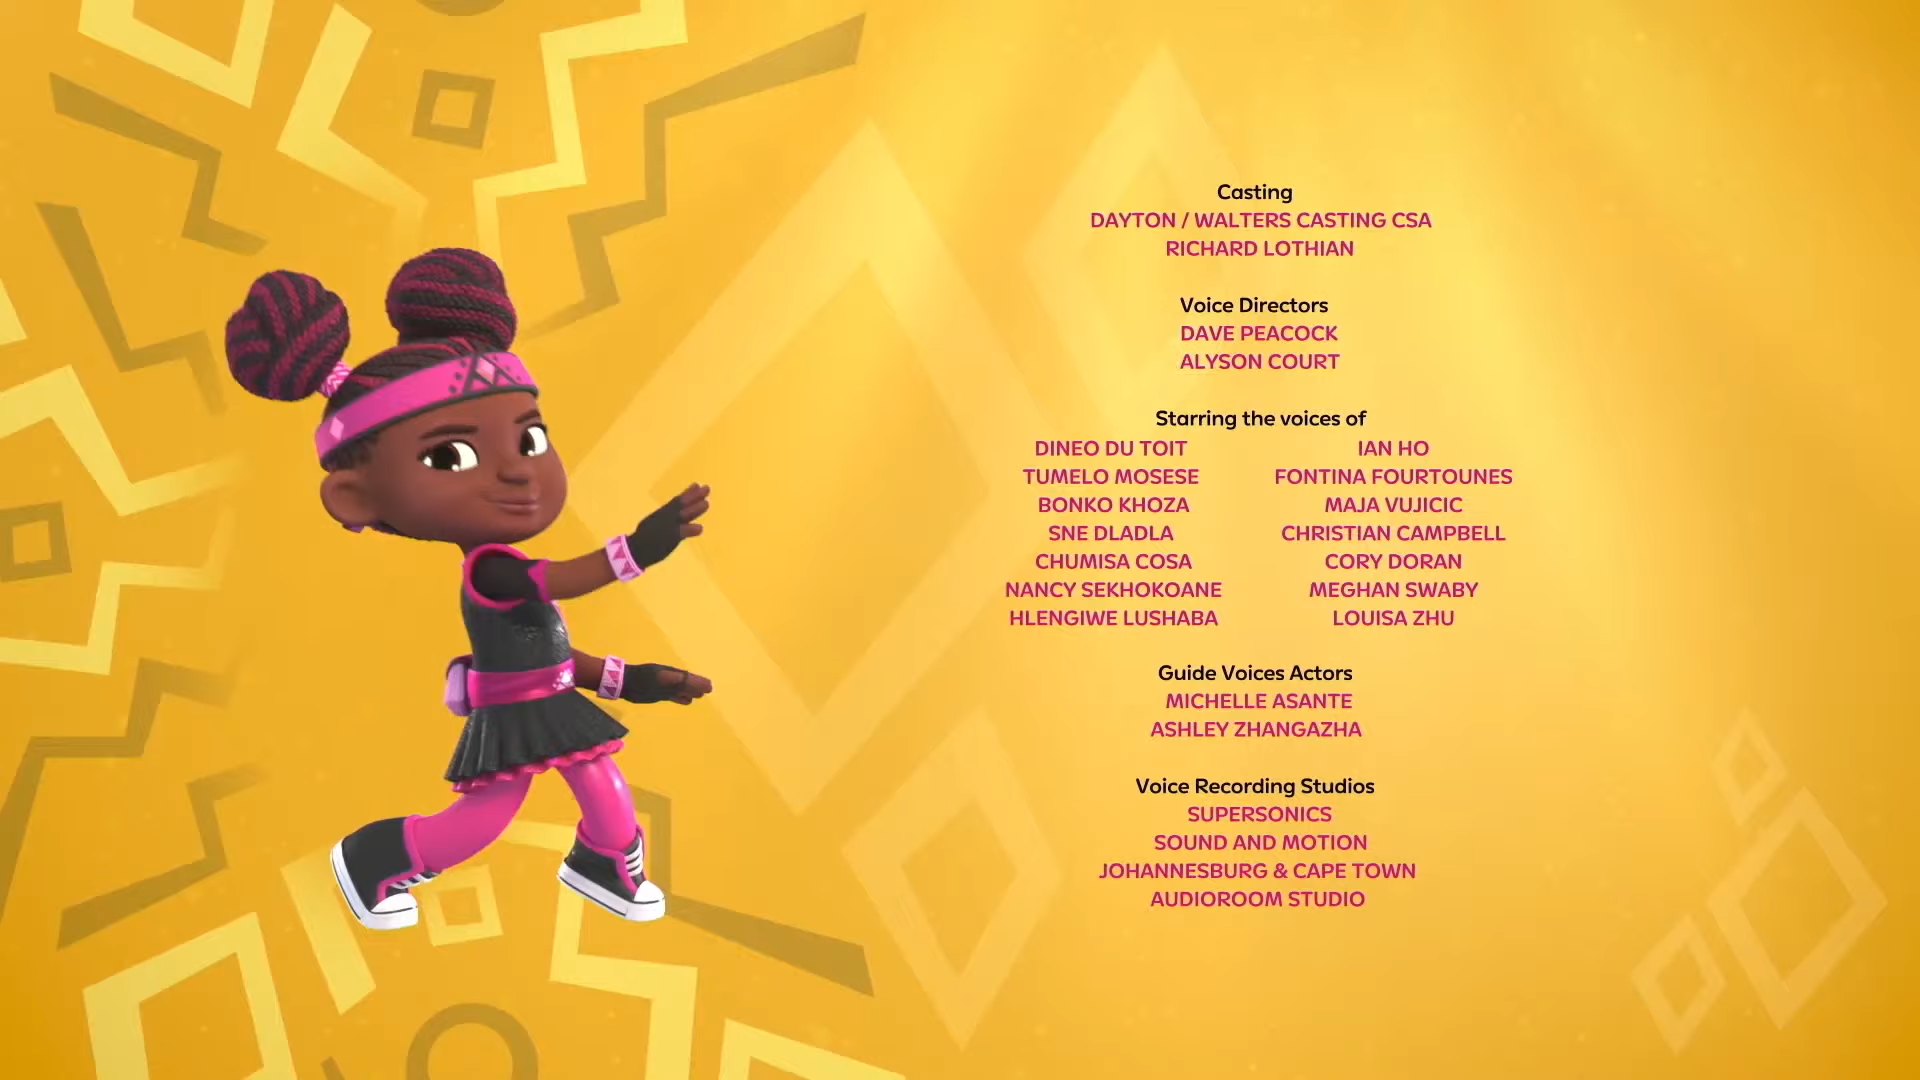 Casting
DAYTON / WALTERS CASTING CSA
RICHARD LOTHIAN
Voice Directors
DAVE PEACOCK
ALYSON COURT
Starring the voices of
DINEO DU TOIT IAN HO
TUMELO MOSESE FONTINA FOURTOUNES
BONKO KHOZA MAJA VUJICIC
SNE DLADLA CHRISTIAN CAMPBELL
CHUMISA COSA CORY DORAN
NANCY SEKHOKOANE MEGHAN SWABY
HLENGIWE LUSHABA LOUISA ZHU
Guide Voices Actors
MICHELLE ASANTE
ASHLEY ZHANGAZHA
Voice Recording Studios
SUPERSONICS
SOUND AND MOTION
JOHANNESBURG & CAPE TOWN
AUDIOROOM STUDIO